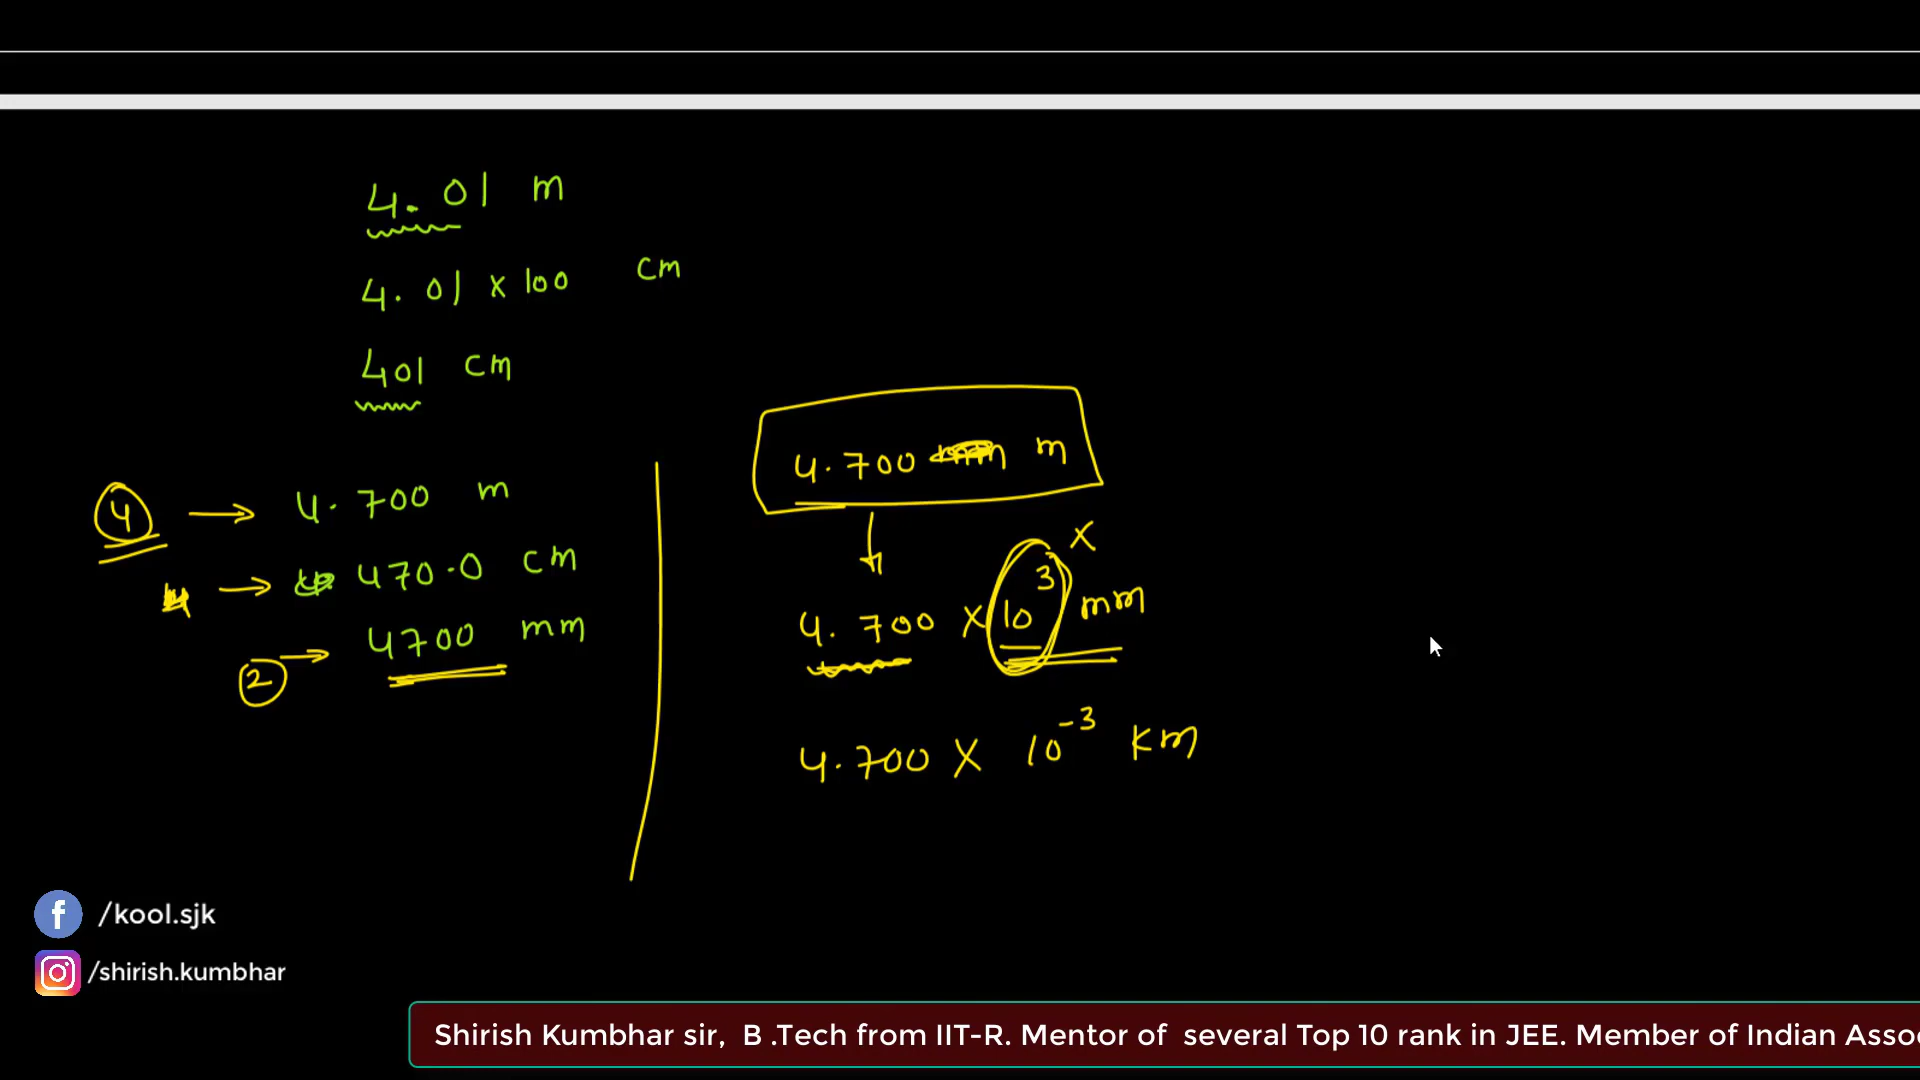 4.01 m
4.01 x 100 cm
401 cm
4 → 4.700 m
4 → 470.0 cm
2 → 4700 mm
4.700 m
4.700 x 10³ mm x
4.700 x 10⁻³ km
f /kool.sjk
/shirish.kumbhar
Shirish Kumbhar sir, B .Tech from IIT-R. Mentor of several Top 10 rank in JEE. Member of Indian Asso